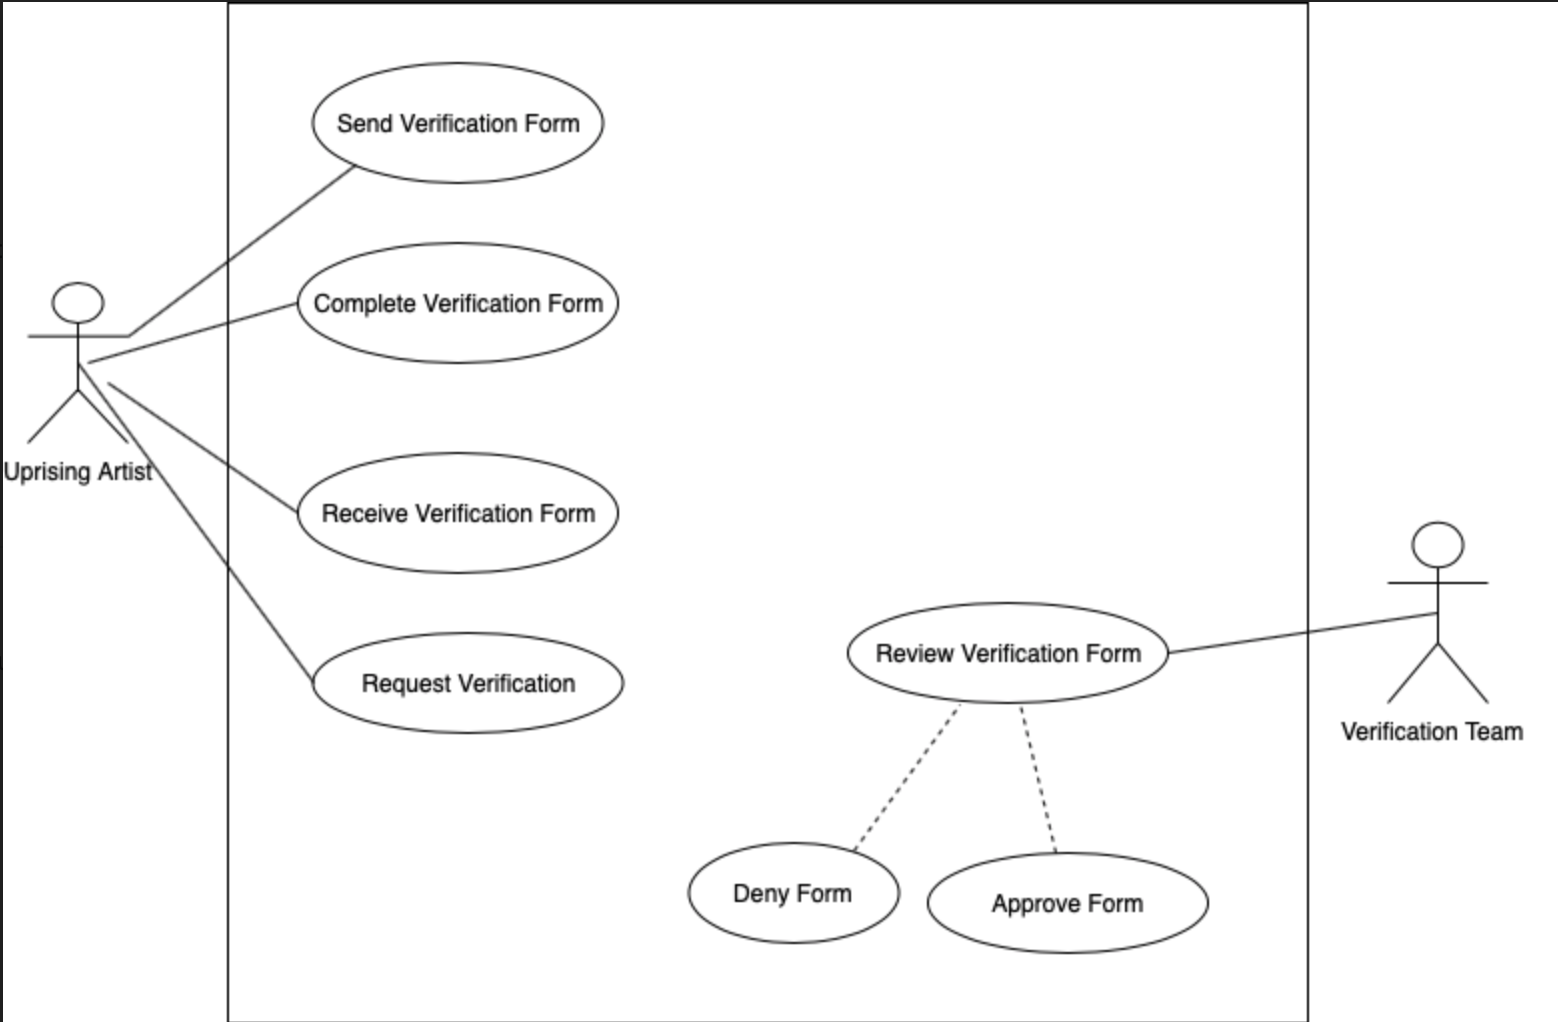 Send Verification Form
Complete Verification Form
Uprising Artist
Receive Verification Form
Request Verification
Review Verification Form
Verification Team
Deny Form
Approve Form